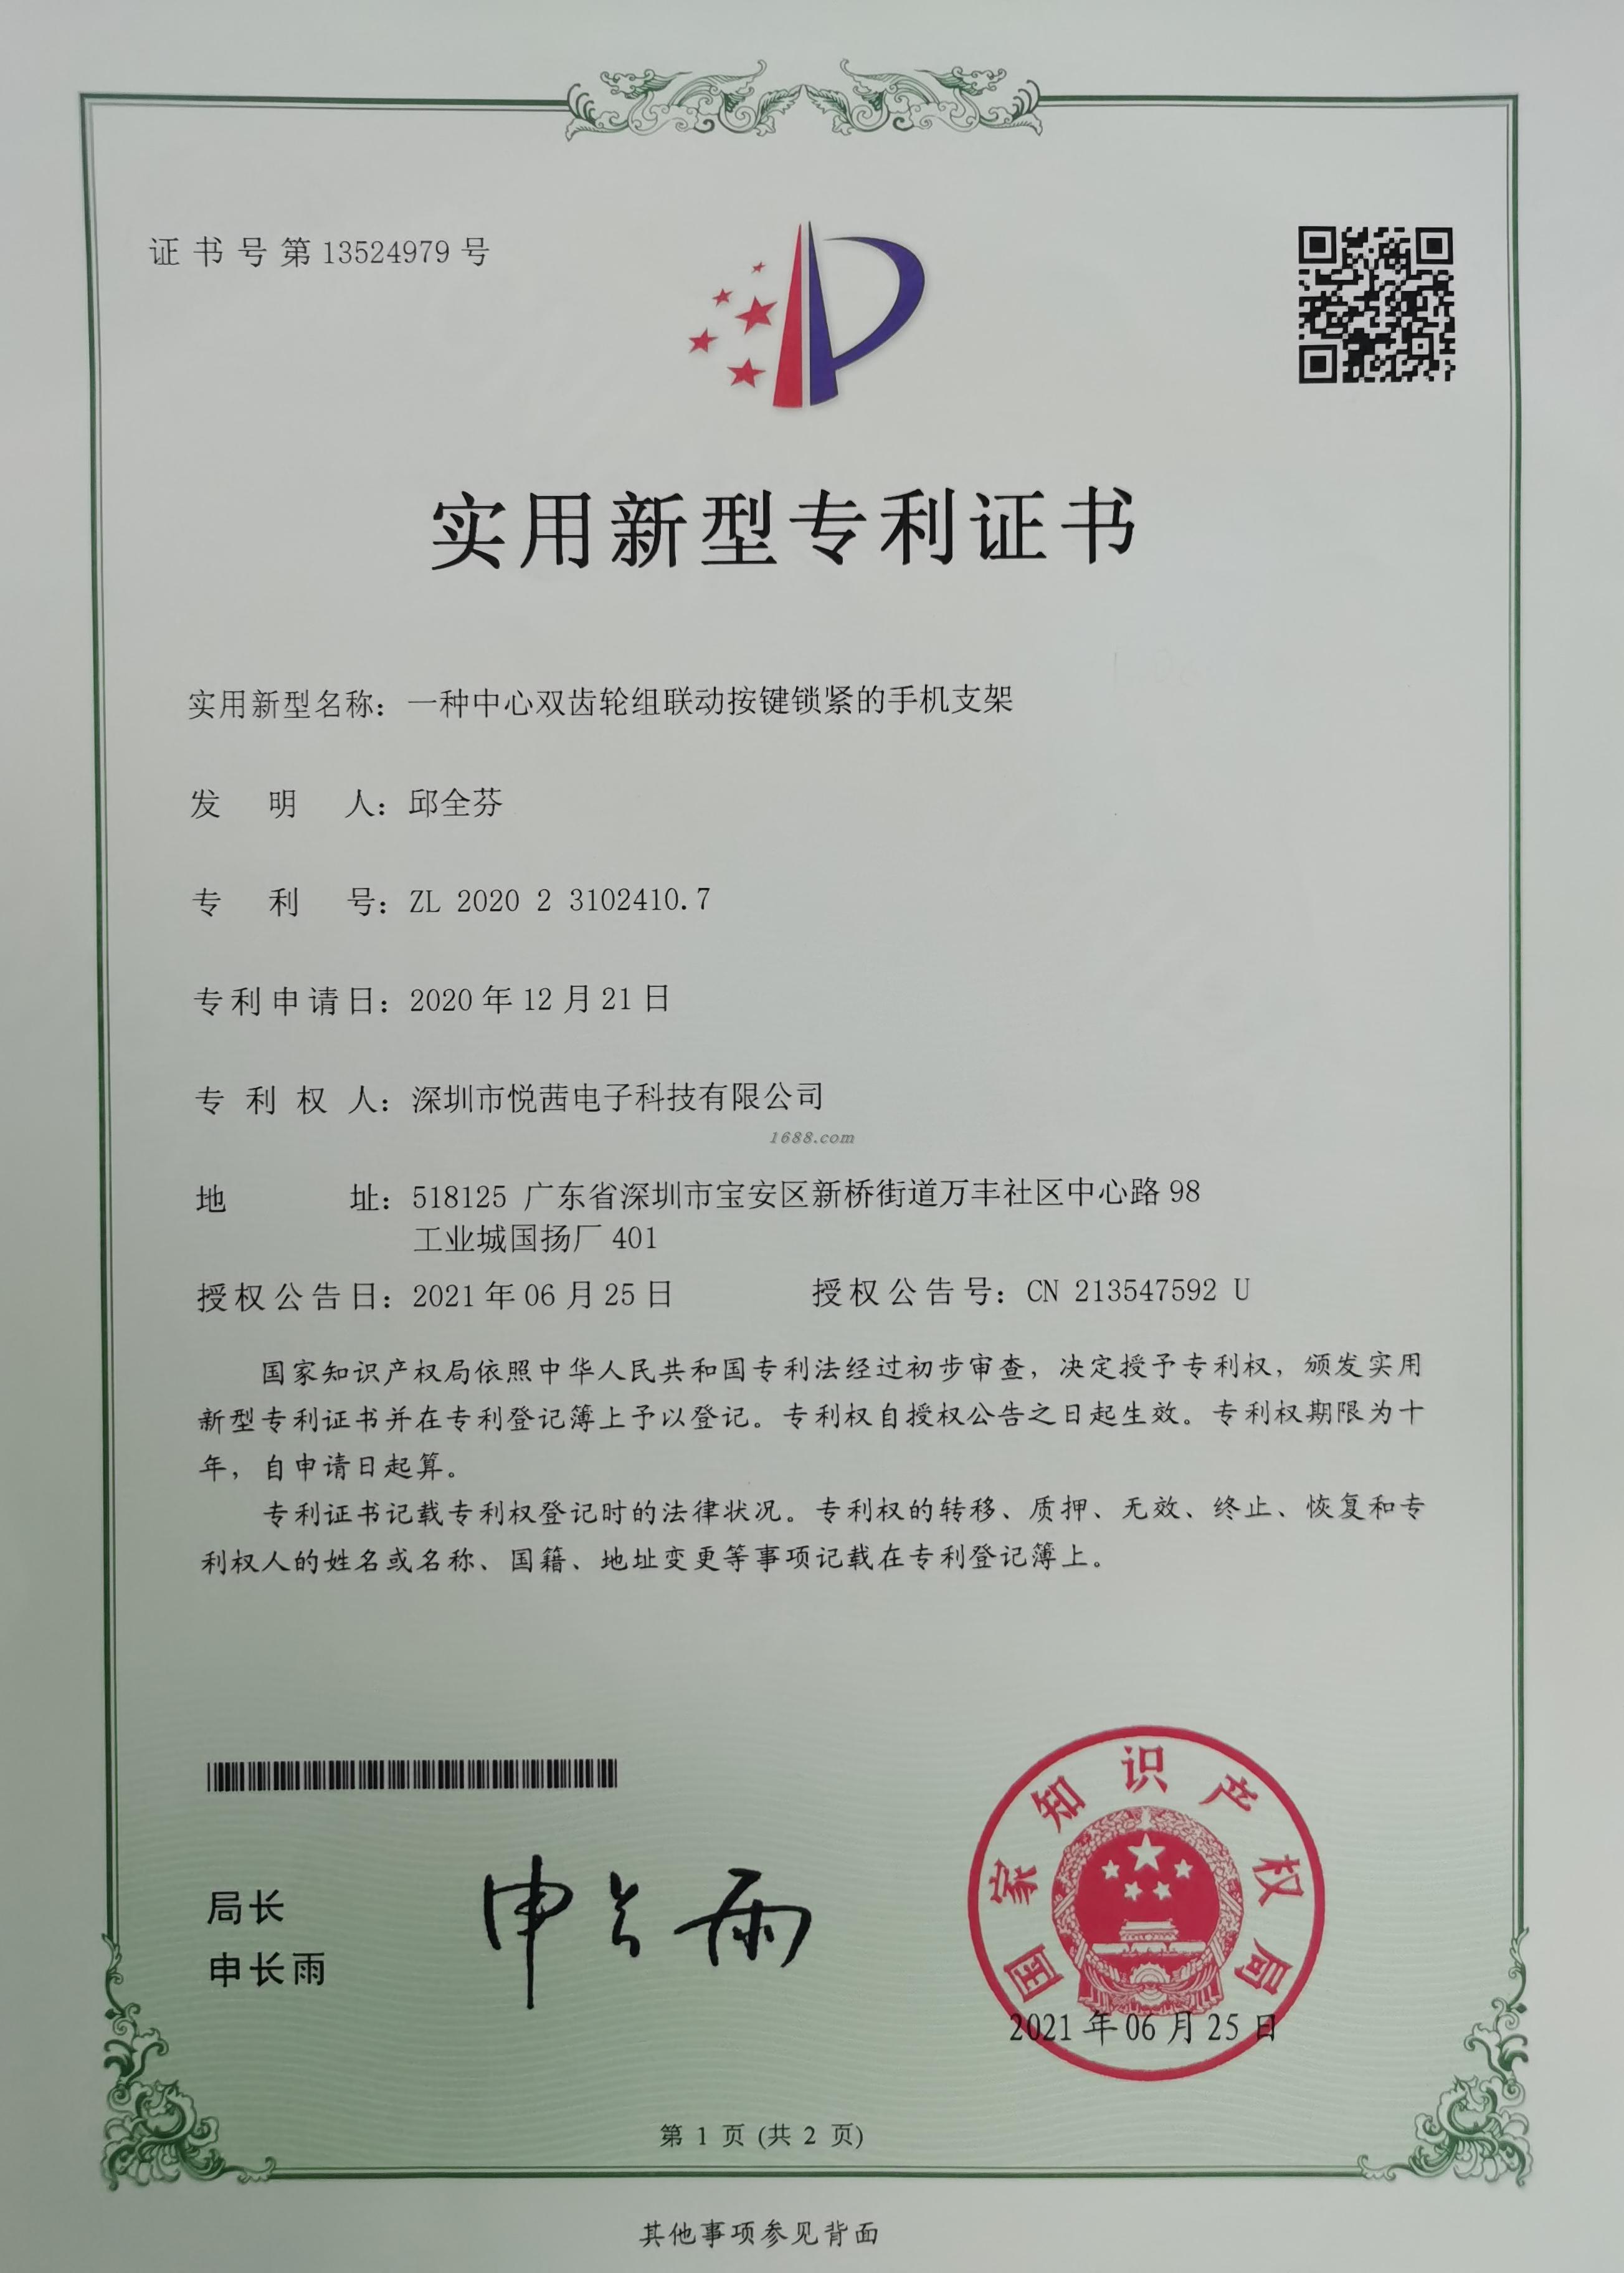 证书号第13524979号
实用新型专利证书
实用新型名称：一种中心双齿轮组联动按键锁紧的手机支架
发明人：邱全芬
专利号：ZL 2020 2 3102410.7
专利申请日：2020年12月21日
专利权人：深圳市悦茜电子科技有限公司
1688.com
地址：518125 广东省深圳市宝安区新桥街道万丰社区中心路98
工业城国扬厂401
授权公告日：2021年06月25日 授权公告号：CN 213547592 U
国家知识产权局依照中华人民共和国专利法经过初步审查，决定授予专利权，颁发实用
新型专利证书并在专利登记簿上予以登记。专利权自授权公告之日起生效。专利权期限为十
年，自申请日起算。
专利证书记载专利权登记时的法律状况。专利权的转移、质押、无效、终止、恢复和专
利权人的姓名或名称、国籍、地址变更等事项记载在专利登记簿上。
局长
申长雨
申长雨
国家知识产权局
2021年06月25日
第 1 页 (共 2 页)
其他事项参见背面